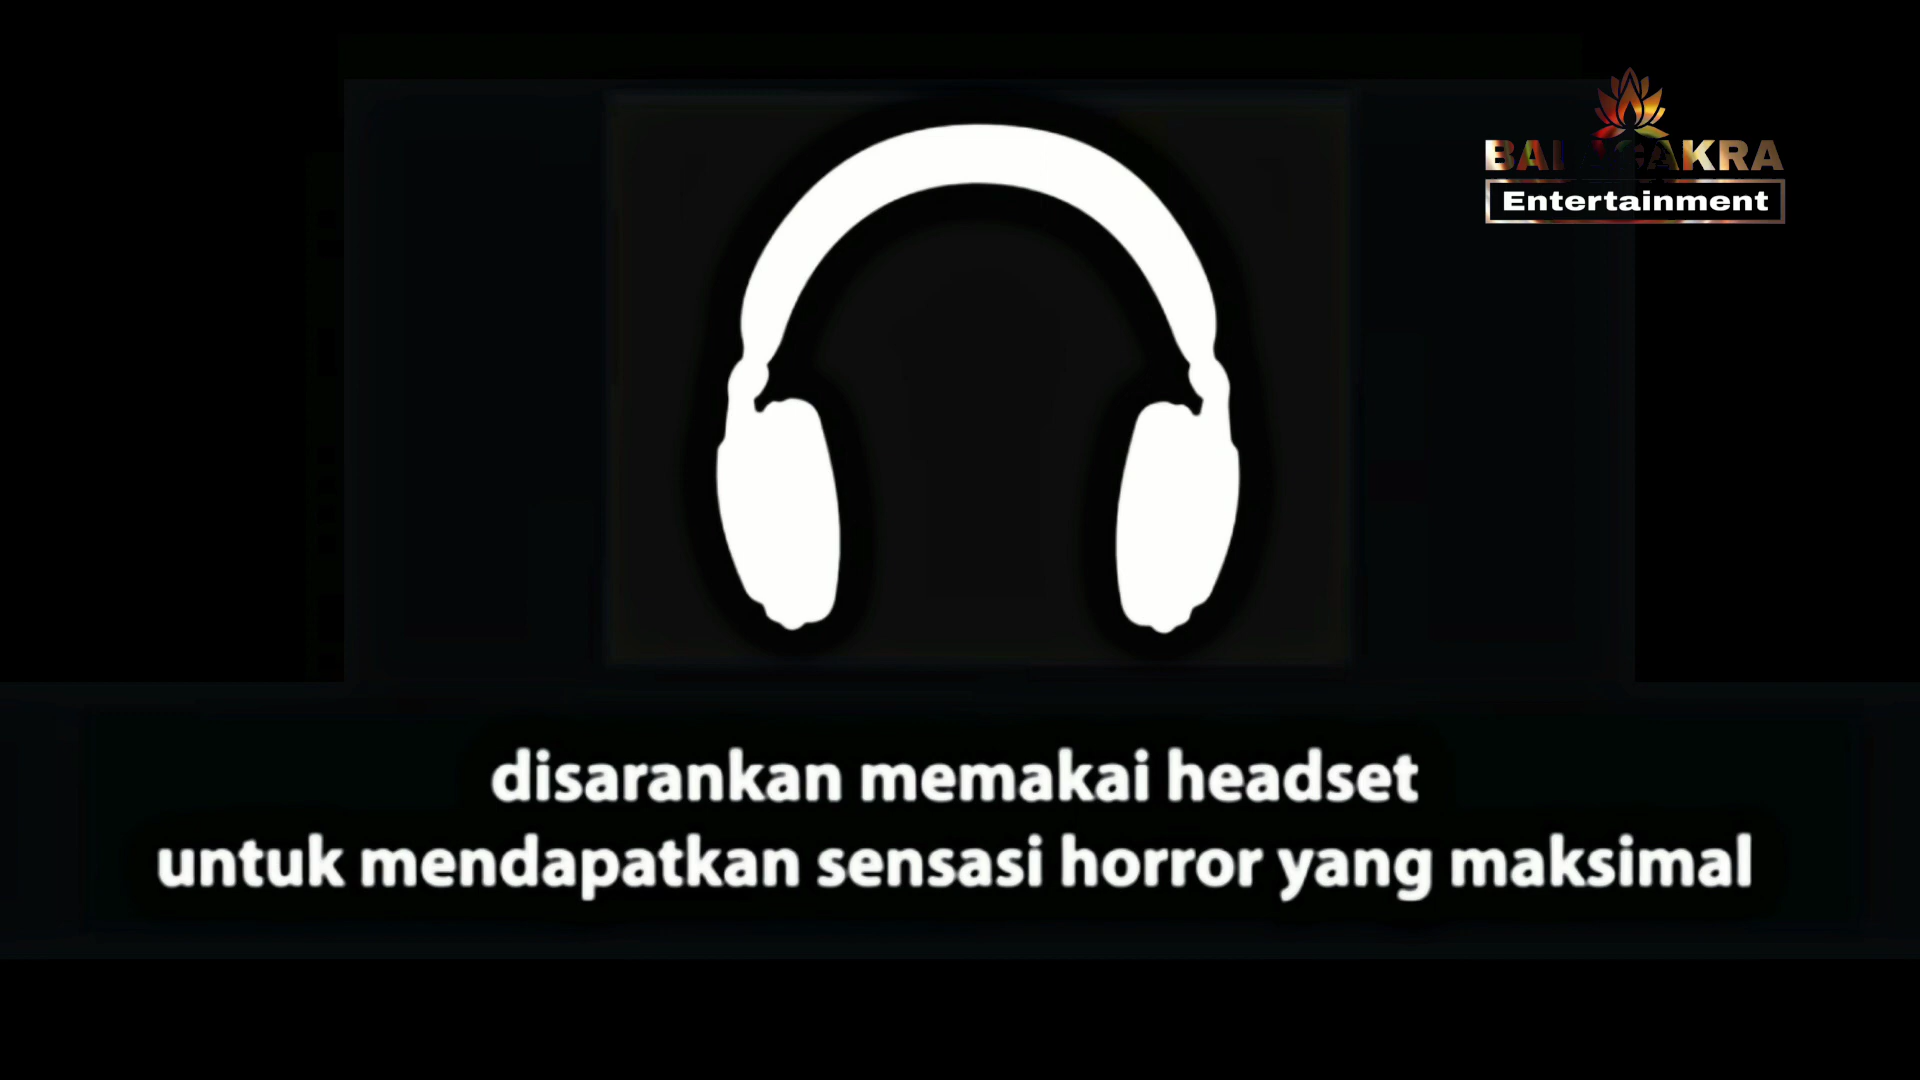 Entertainment
disarankan memakai headset
untuk mendapatkan sensasi horror yang maksimal